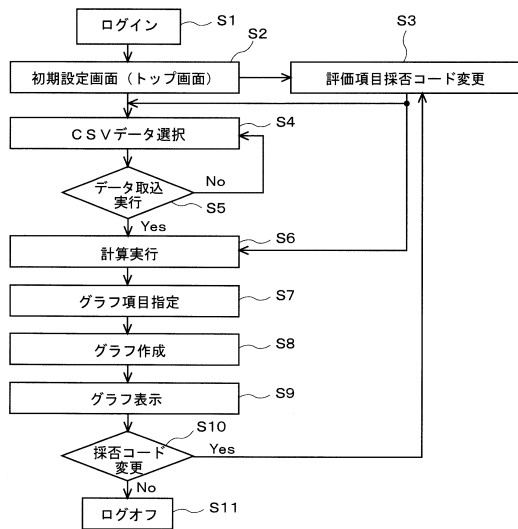 ログイン
S1
S2
S3
初期設定画面（トップ画面）
評価項目採否コード変更
S4
ＣＳＶデータ選択
データ取込
実行
No
S5
Yes
S6
計算実行
グラフ項目指定
S7
グラフ作成
S8
グラフ表示
S9
S10
採否コード
変更
Yes
No
ログオフ
S11